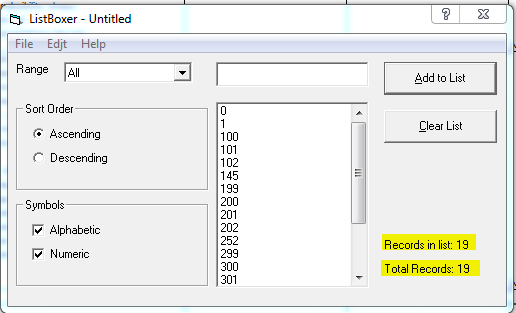 ListBoxer - Untitled
File Edjt Help
Range All
Add to List
Clear List
Sort Order
Ascending
Descending
Symbols
Alphabetic
Numeric
0
1
100
101
102
145
199
200
201
202
252
299
300
301
Records in list: 19
Total Records: 19